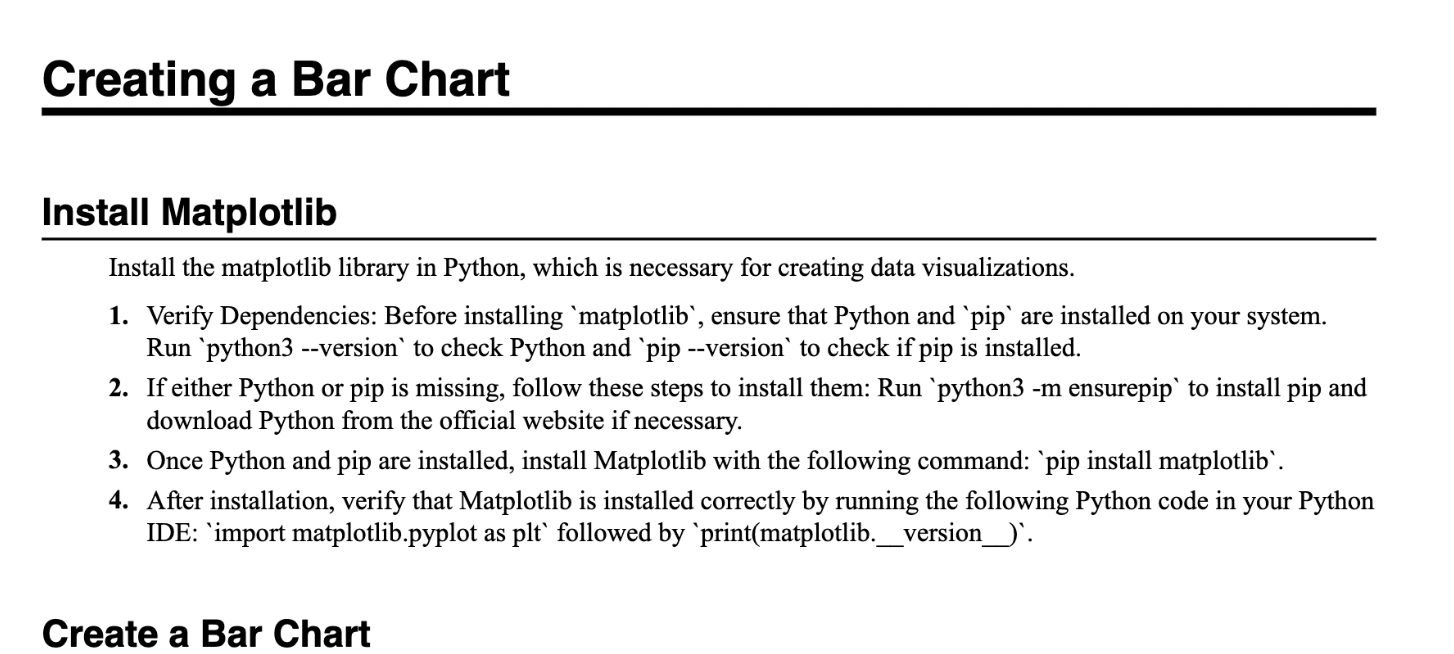 Creating a Bar Chart
Install Matplotlib
Install the matplotlib library in Python, which is necessary for creating data visualizations.
1. Verify Dependencies: Before installing `matplotlib`, ensure that Python and `pip` are installed on your system.
Run `python3 --version` to check Python and `pip --version` to check if pip is installed.
2. If either Python or pip is missing, follow these steps to install them: Run `python3 -m ensurepip` to install pip and
download Python from the official website if necessary.
3. Once Python and pip are installed, install Matplotlib with the following command: `pip install matplotlib`.
4. After installation, verify that Matplotlib is installed correctly by running the following Python code in your Python
IDE: `import matplotlib.pyplot as plt` followed by `print(matplotlib.__version__)`.
Create a Bar Chart